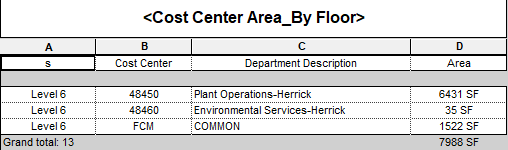 <Cost Center Area_By Floor>
A B C D
s Cost Center Department Description Area
Level 6 48450 Plant Operations-Herrick 6431 SF
Level 6 48460 Environmental Services-Herrick 35 SF
Level 6 FCM COMMON 1522 SF
Grand total: 13 7988 SF